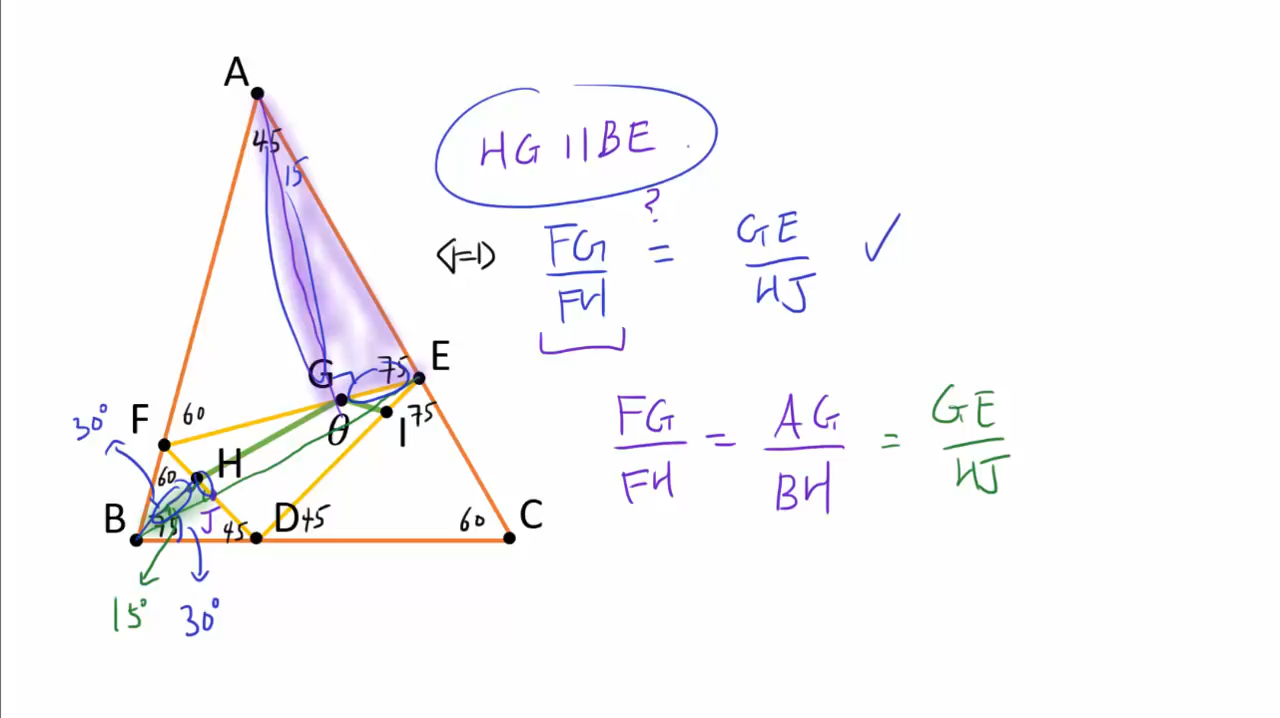 A
45
15
HG || BE
?
<=> FG/FH = GE/HJ ✓
G
75
E
F
60
30°
θ
I
75
H
60
FG/FH = AG/BH = GE/HJ
B
75
J
45
D
45
60
C
15°
30°